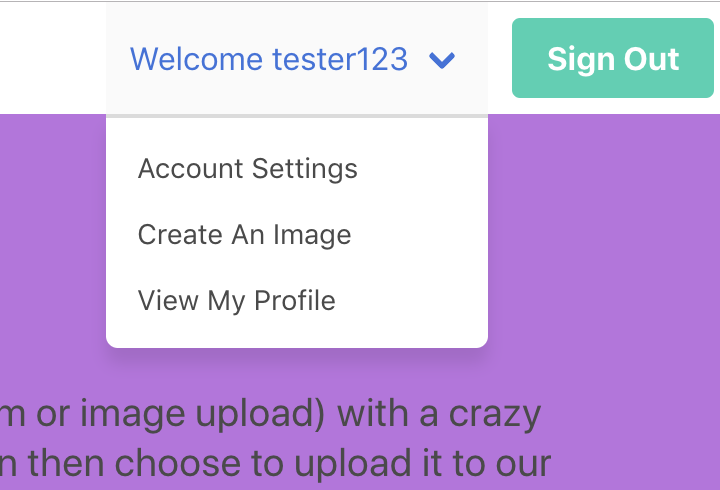 Welcome tester123
Sign Out
Account Settings
Create An Image
View My Profile
m or image upload) with a crazy
n then choose to upload it to our